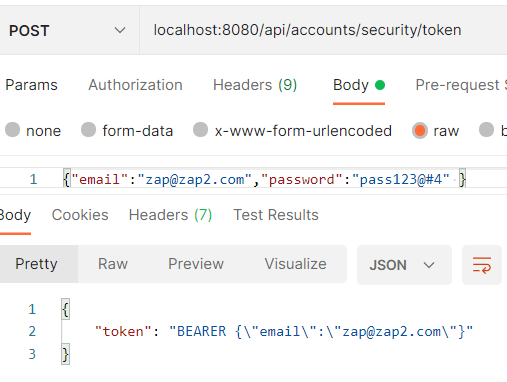 POST localhost:8080/api/accounts/security/token
Params Authorization Headers (9) Body Pre-request
none form-data x-www-form-urlencoded raw
1 {"email":"zap@zap2.com","password":"pass123@#4" }
Body Cookies Headers (7) Test Results
Pretty Raw Preview Visualize JSON
1 {
2 "token": "BEARER {\"email\":\"zap@zap2.com\"}"
3 }